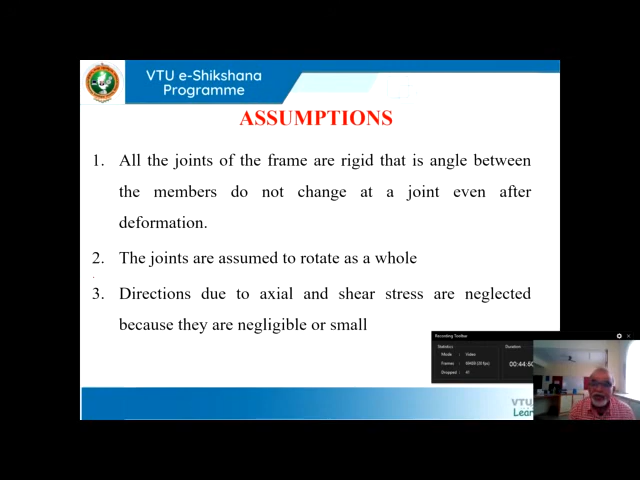 VTU e-Shikshana
Programme
ASSUMPTIONS
1. All the joints of the frame are rigid that is angle between
the members do not change at a joint even after
deformation.
2. The joints are assumed to rotate as a whole
3. Directions due to axial and shear stress are neglected
because they are negligible or small
Recording Toolbar
Statistics
Duration
Mode : Video
Frames :
Dropped : 41
VTU
Lear